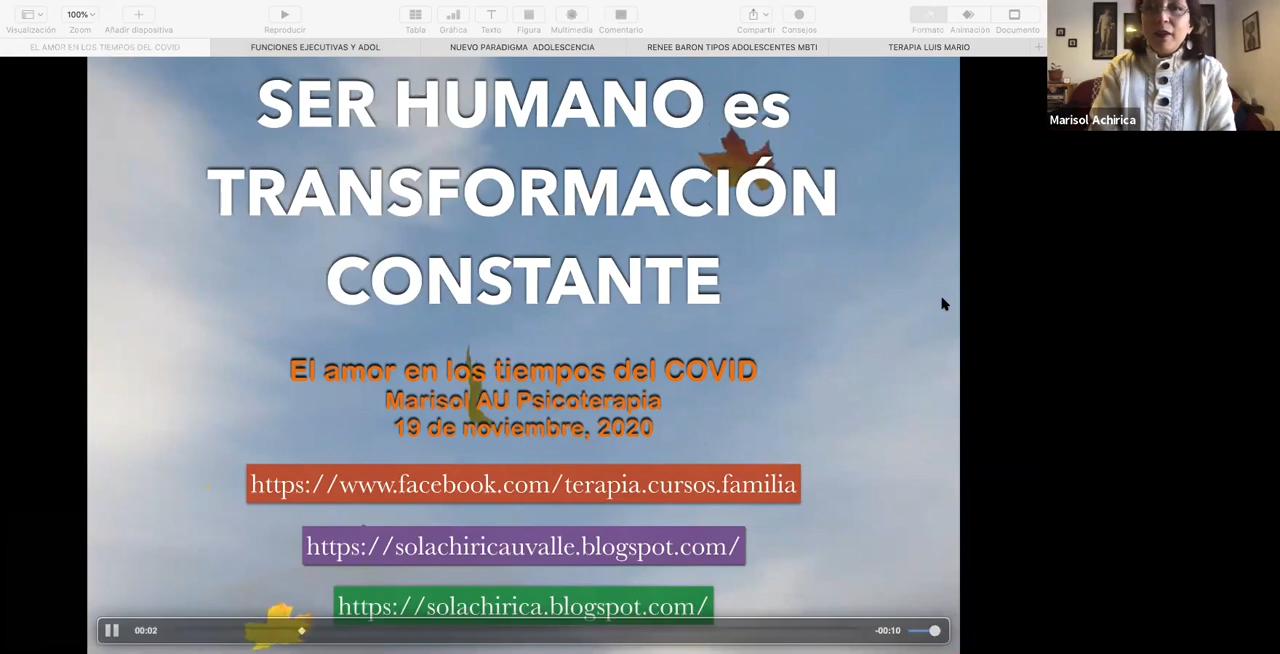 100%
Visualización Zoom Añadir diapositiva Reproducir Tabla Gráfica Texto Figura Multimedia Comentario Compartir Consejos Formato Animación Documento
EL AMOR EN LOS TIEMPOS DEL COVID FUNCIONES EJECUTIVAS Y ADOL NUEVO PARADIGMA ADOLESCENCIA RENEE BARON TIPOS ADOLESCENTES MBTI TERAPIA LUIS MARIO
Marisol Achirica
SER HUMANO es
TRANSFORMACIÓN
CONSTANTE
El amor en los tiempos del COVID
Marisol AU Psicoterapia
19 de noviembre, 2020
https://www.facebook.com/terapia.cursos.familia
https://solachiricauvalle.blogspot.com/
https://solachirica.blogspot.com/
00:02 -00:10